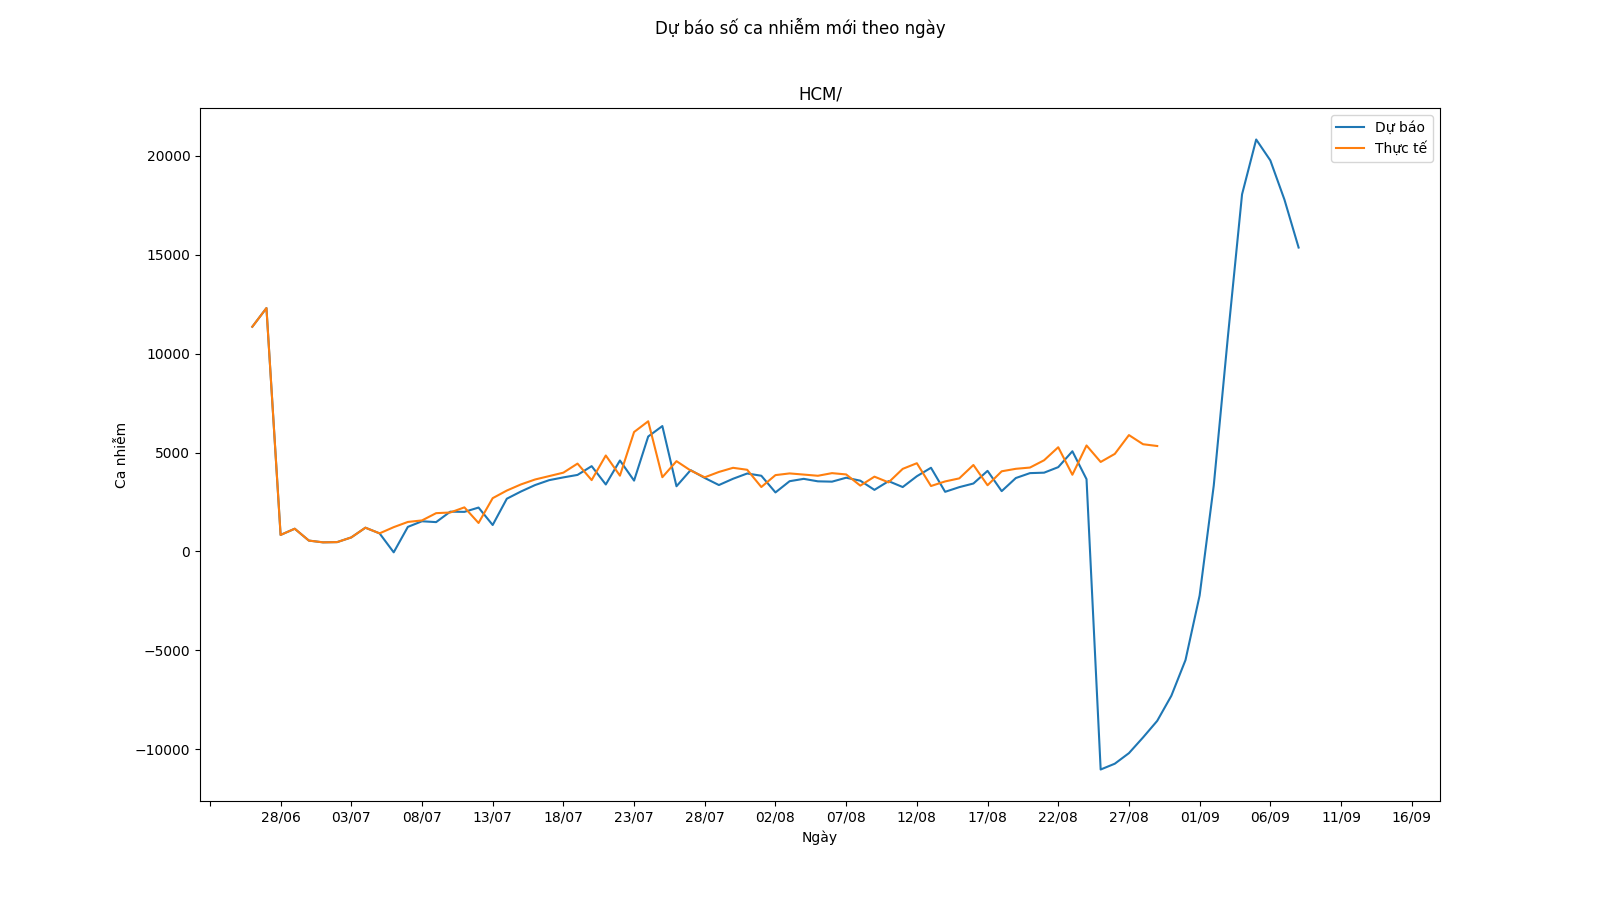 Dự báo số ca nhiễm mới theo ngày
HCM/
Dự báo
Thực tế
20000
15000
10000
5000
0
−5000
−10000
Ca nhiễm
28/06 03/07 08/07 13/07 18/07 23/07 28/07 02/08 07/08 12/08 17/08 22/08 27/08 01/09 06/09 11/09 16/09
Ngày